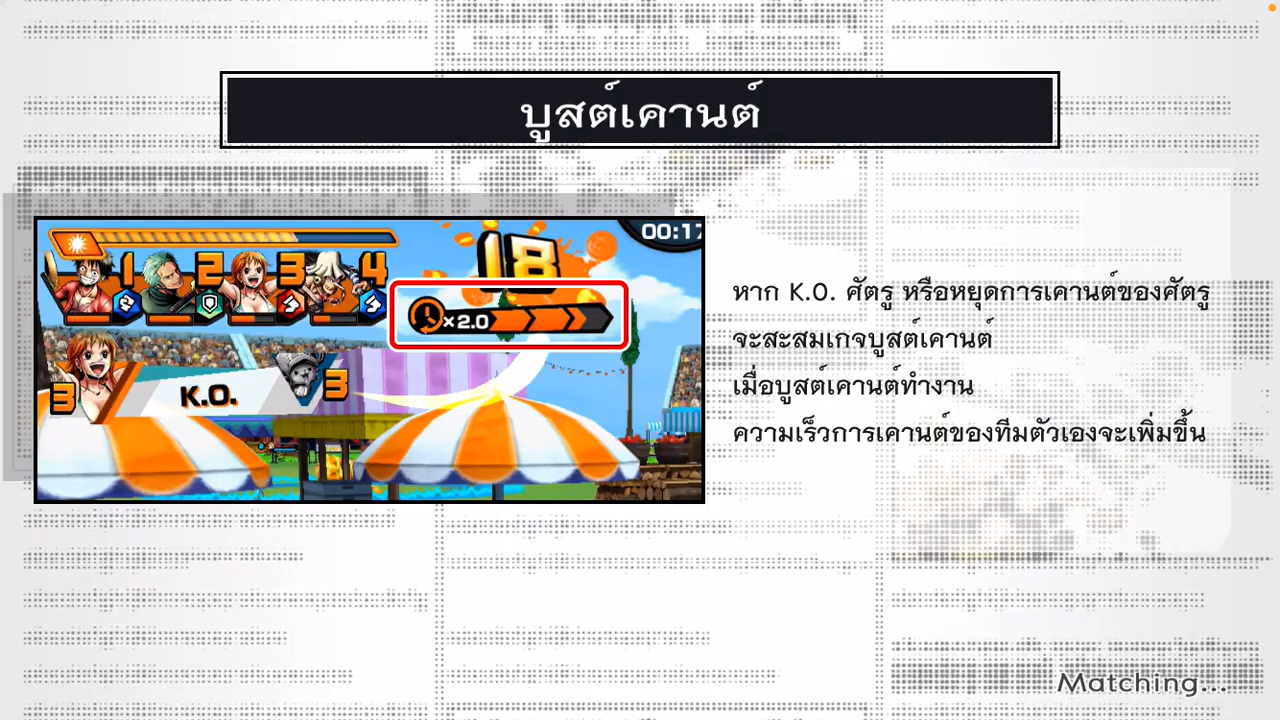 บูสต์เคานต์
00:17
18
1
2
3
4
×2.0
3
K.O.
3
หาก K.O. ศัตรู หรือหยุดการเคานต์ของศัตรู
จะสะสมเกจบูสต์เคานต์
เมื่อบูสต์เคานต์ทำงาน
ความเร็วการเคานต์ของทีมตัวเองจะเพิ่มขึ้น
Matching...